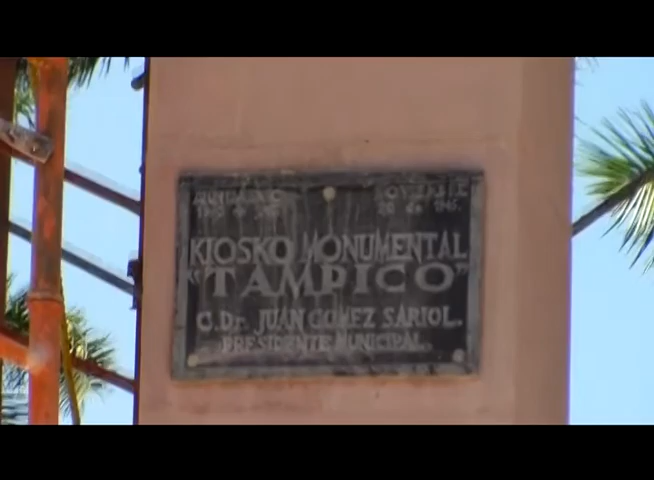 KIOSKO MONUMENTAL
"TAMPICO"
C. Dr. JUAN GOMEZ SARIOL.
PRESIDENTE MUNICIPAL.